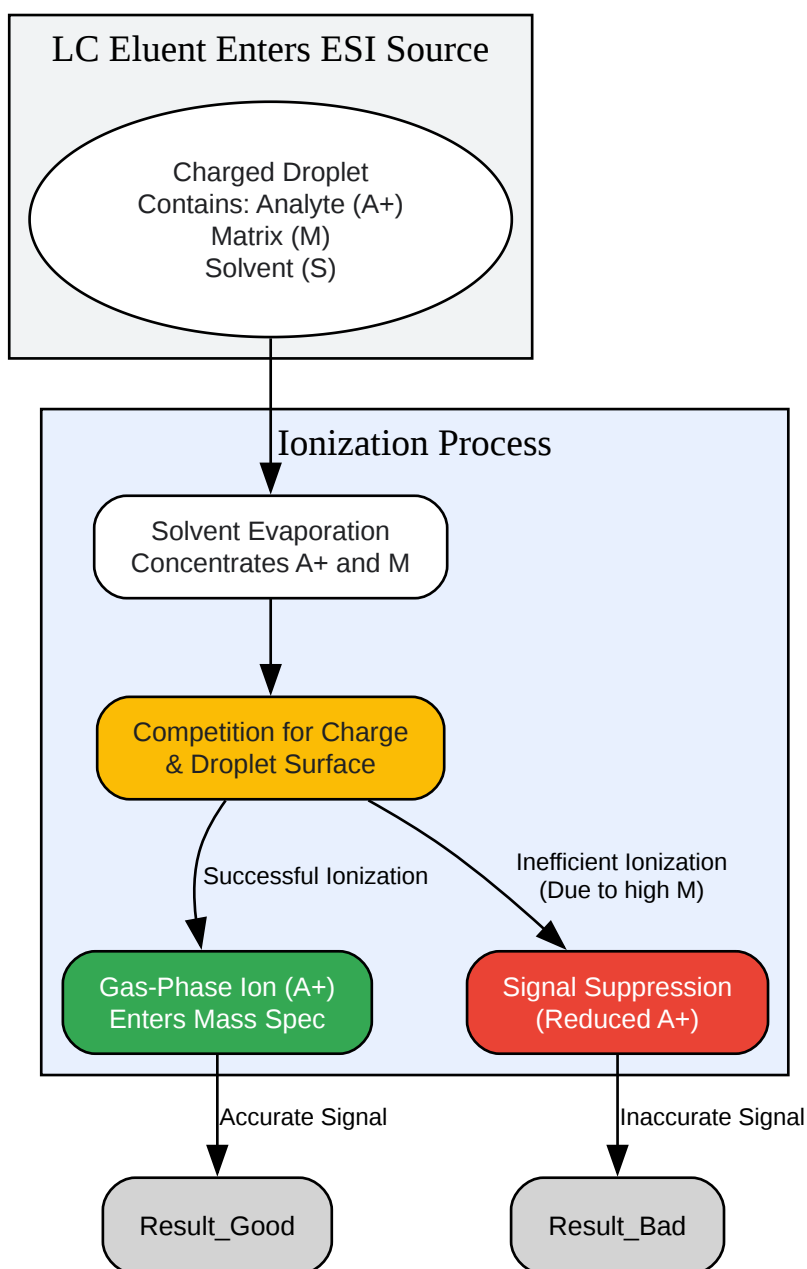 LC Eluent Enters ESI Source
Charged Droplet
Contains: Analyte (A+)
Matrix (M)
Solvent (S)
Ionization Process
Solvent Evaporation
Concentrates A+ and M
Competition for Charge
& Droplet Surface
Successful Ionization
Inefficient Ionization
(Due to high M)
Gas-Phase Ion (A+)
Enters Mass Spec
Signal Suppression
(Reduced A+)
Accurate Signal
Inaccurate Signal
Result_Good
Result_Bad